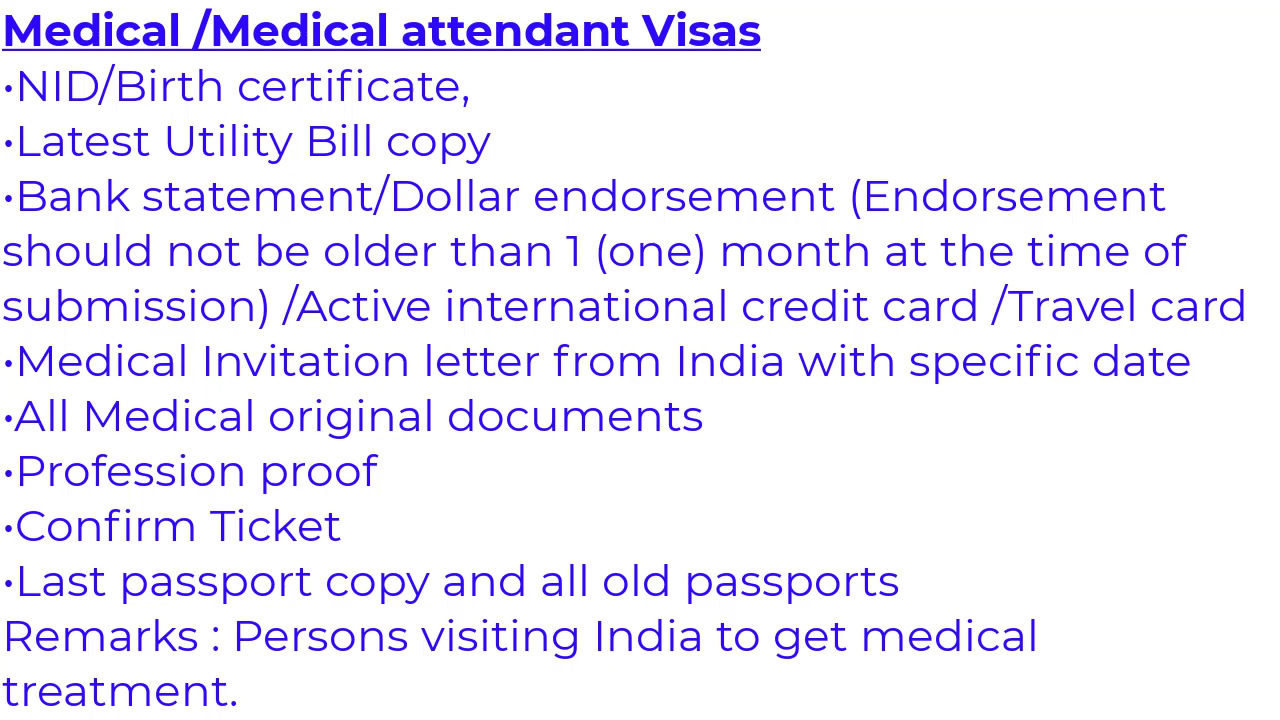 Medical /Medical attendant Visas
•NID/Birth certificate,
•Latest Utility Bill copy
•Bank statement/Dollar endorsement (Endorsement
should not be older than 1 (one) month at the time of
submission) /Active international credit card /Travel card
•Medical Invitation letter from India with specific date
•All Medical original documents
•Profession proof
•Confirm Ticket
•Last passport copy and all old passports
Remarks : Persons visiting India to get medical
treatment.